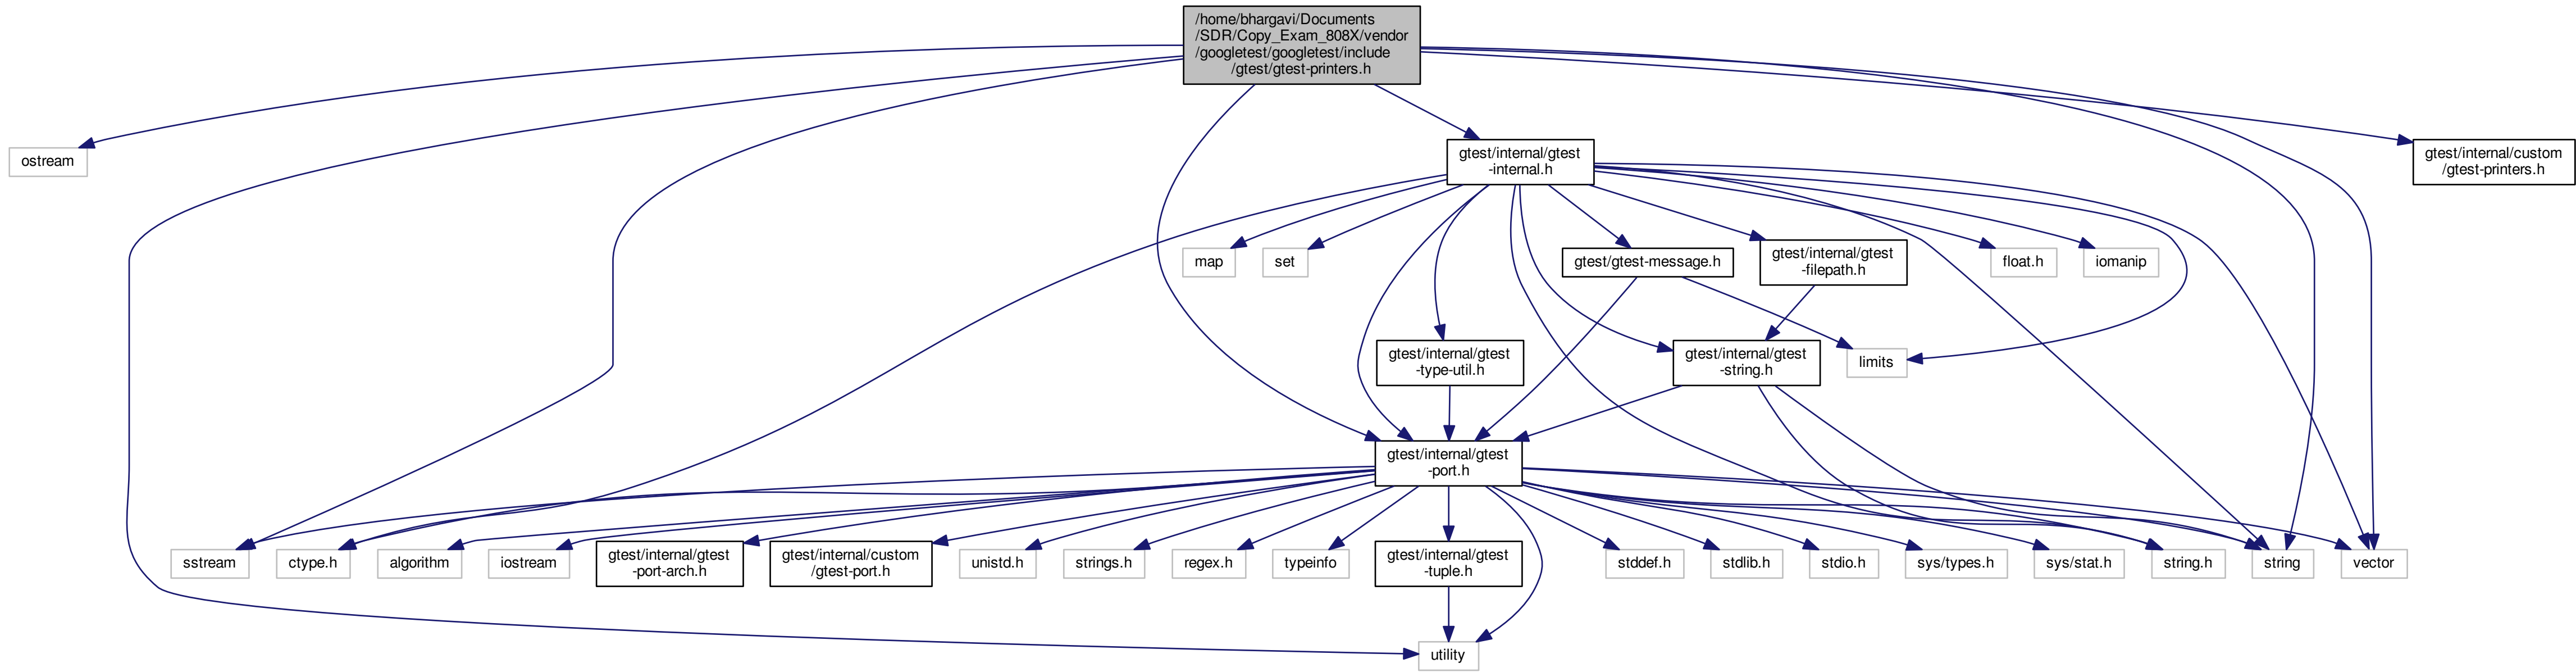 /home/bhargavi/Documents
/SDR/Copy_Exam_808X/vendor
/googletest/googletest/include
/gtest/gtest-printers.h
ostream
gtest/internal/gtest
-internal.h
gtest/internal/custom
/gtest-printers.h
map
set
gtest/gtest-message.h
gtest/internal/gtest
-filepath.h
float.h
iomanip
gtest/internal/gtest
-type-util.h
gtest/internal/gtest
-string.h
limits
gtest/internal/gtest
-port.h
sstream
ctype.h
algorithm
iostream
gtest/internal/gtest
-port-arch.h
gtest/internal/custom
/gtest-port.h
unistd.h
strings.h
regex.h
typeinfo
gtest/internal/gtest
-tuple.h
stddef.h
stdlib.h
stdio.h
sys/types.h
sys/stat.h
string.h
string
vector
utility